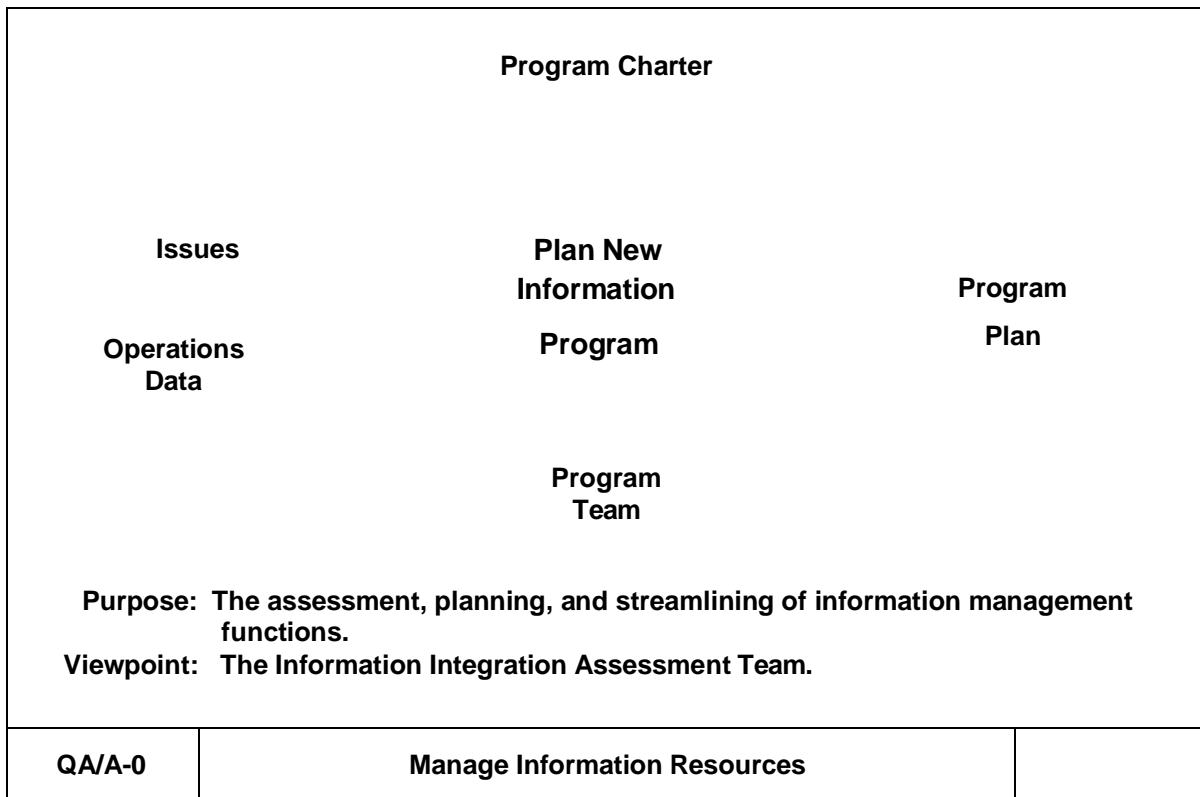 Program Charter
Issues
Operations
Data
Plan New
Information
Program
Program
Plan
Program
Team
Purpose: The assessment, planning, and streamlining of information management
functions.
Viewpoint: The Information Integration Assessment Team.
QA/A-0
Manage Information Resources